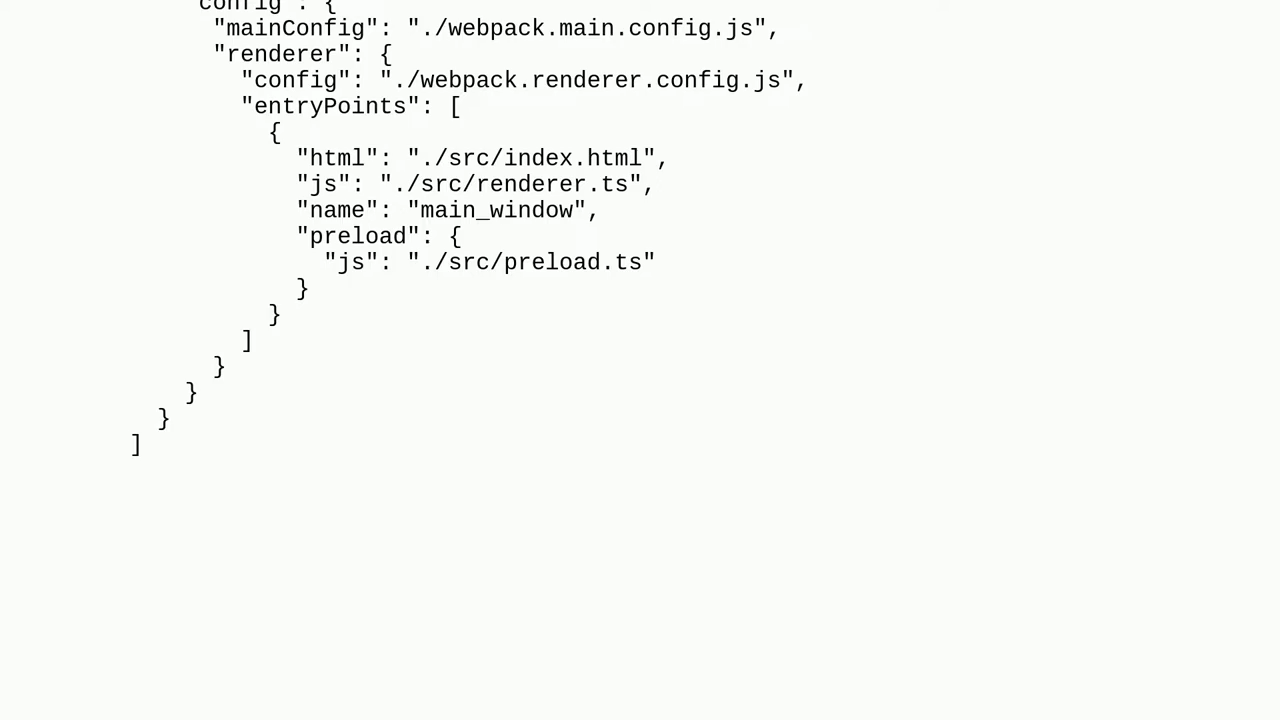 "config": {
"mainConfig": "./webpack.main.config.js",
"renderer": {
"config": "./webpack.renderer.config.js",
"entryPoints": [
{
"html": "./src/index.html",
"js": "./src/renderer.ts",
"name": "main_window",
"preload": {
"js": "./src/preload.ts"
}
}
]
}
}
}
]